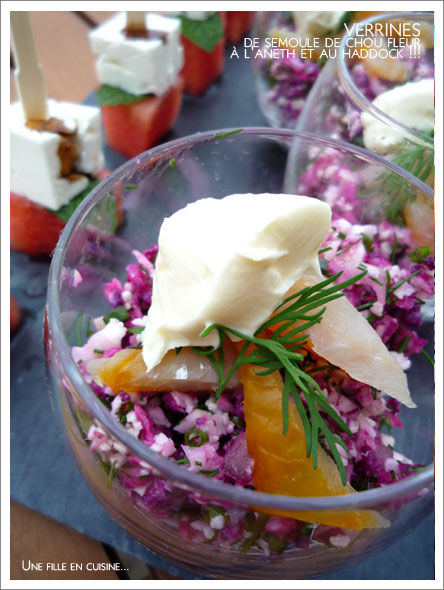 VERRINES
DE SEMOULE DE CHOU FLEUR
À L'ANETH ET AU HADDOCK !!!
UNE FILLE EN CUISINE...